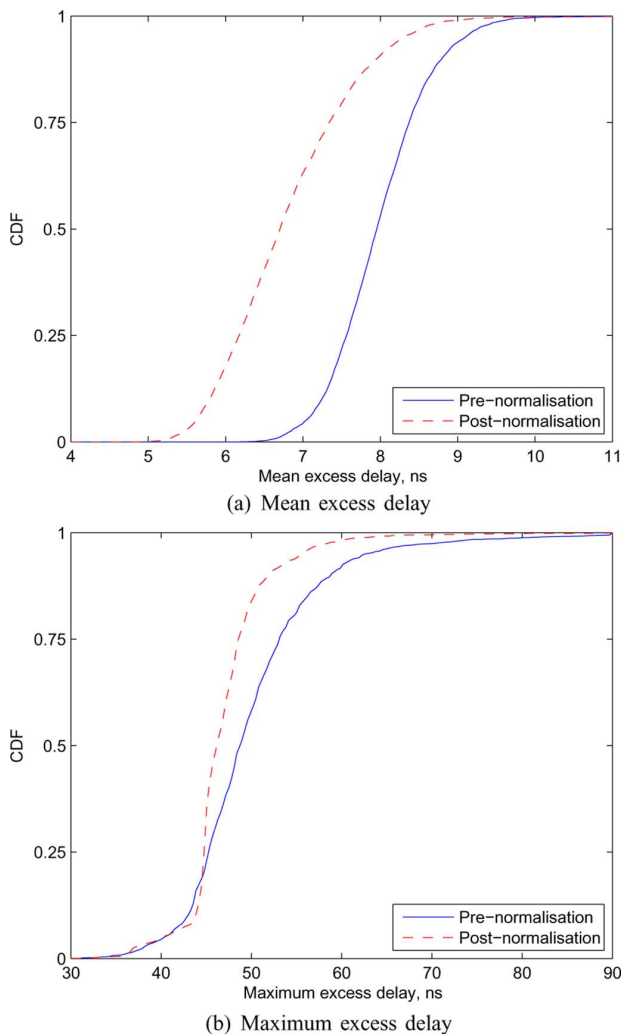 1
0.75
CDF
0.5
0.25
0
4 5 6 7 8 9 10 11
Pre−normalisation
Post−normalisation
Mean excess delay, ns
(a) Mean excess delay
1
0.75
CDF
0.5
0.25
0
30 40 50 60 70 80 90
Pre−normalisation
Post−normalisation
Maximum excess delay, ns
(b) Maximum excess delay